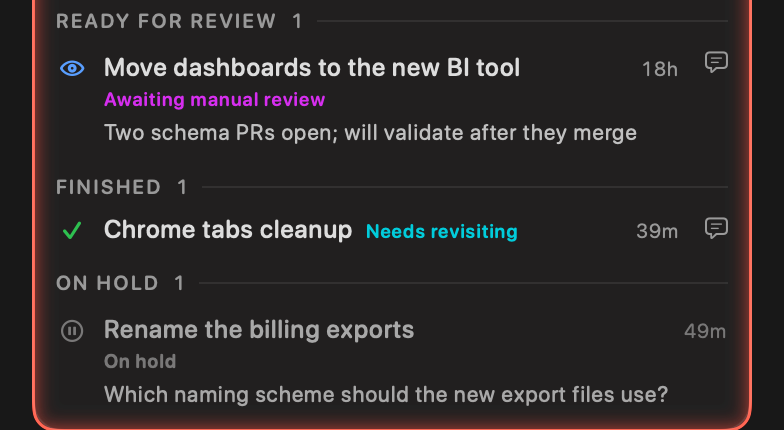 READY FOR REVIEW 1
Move dashboards to the new BI tool 18h
Awaiting manual review
Two schema PRs open; will validate after they merge
FINISHED 1
Chrome tabs cleanup Needs revisiting 39m
ON HOLD 1
Rename the billing exports 49m
On hold
Which naming scheme should the new export files use?